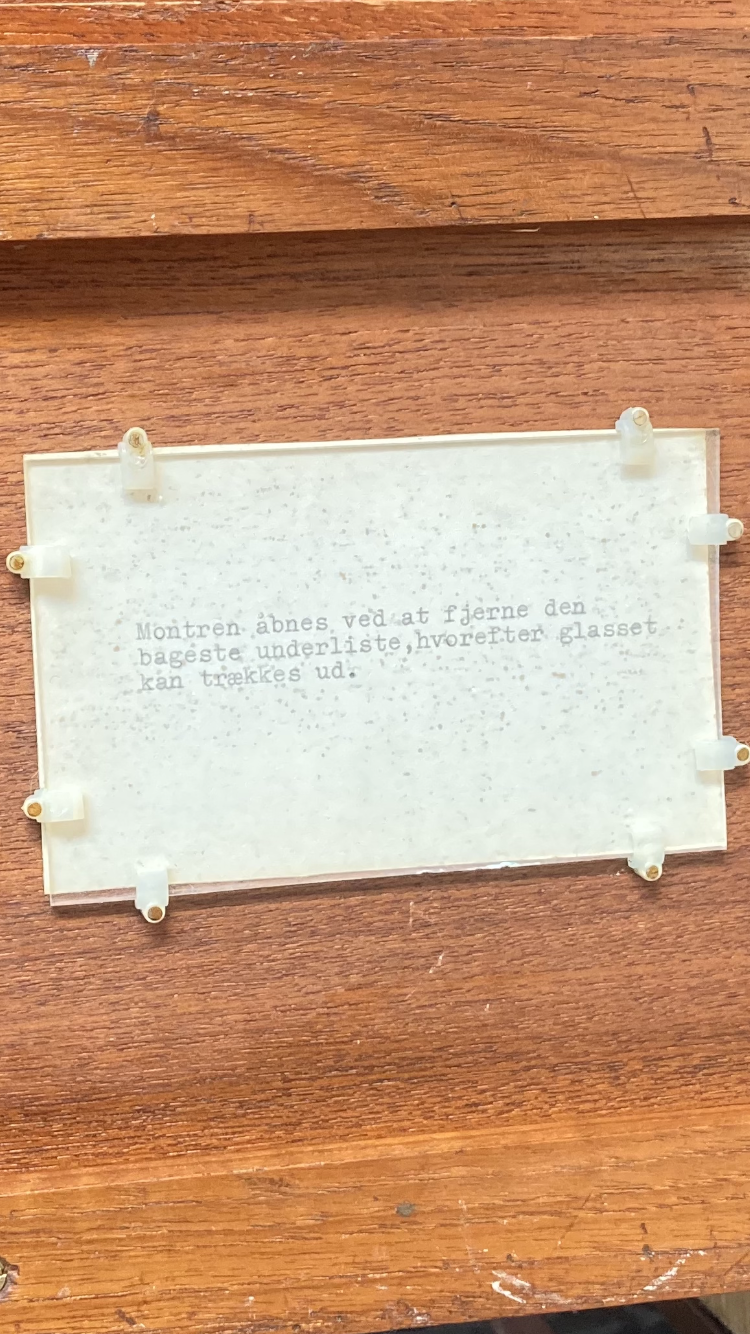 Montren åbnes ved at fjerne den
bageste underliste,hvorefter glasset
kan trækkes ud.